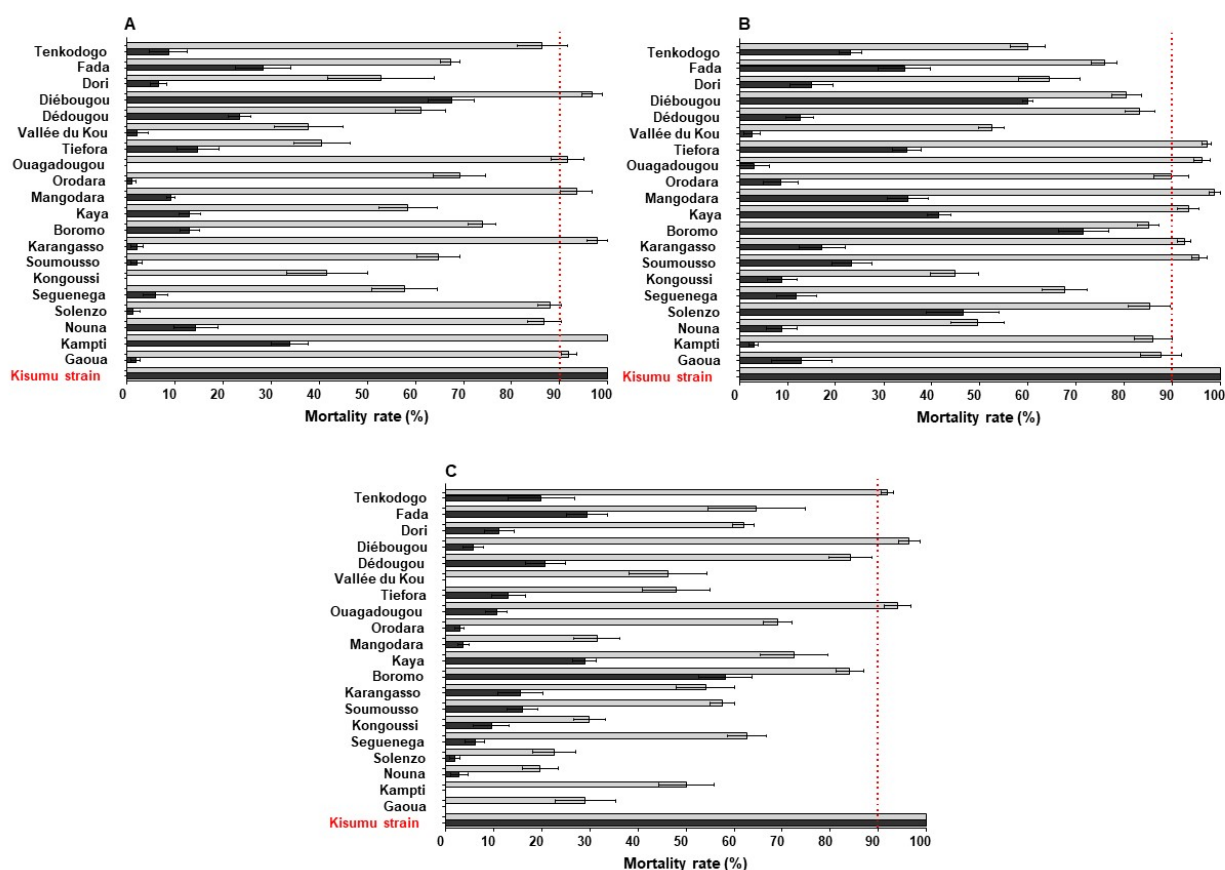 A
Tenkodogo
Fada
Dori
Diébougou
Dédougou
Vallée du Kou
Tiefora
Ouagadougou
Orodara
Mangodara
Kaya
Boromo
Karangasso
Soumousso
Kongoussi
Seguenega
Solenzo
Nouna
Kampti
Gaoua
Kisumu strain
0 10 20 30 40 50 60 70 80 90 100
Mortality rate (%)
B
Tenkodogo
Fada
Dori
Diébougou
Dédougou
Vallée du Kou
Tiefora
Ouagadougou
Orodara
Mangodara
Kaya
Boromo
Karangasso
Soumousso
Kongoussi
Seguenega
Solenzo
Nouna
Kampti
Gaoua
Kisumu strain
0 10 20 30 40 50 60 70 80 90 100
Mortality rate (%)
C
Tenkodogo
Fada
Dori
Diébougou
Dédougou
Vallée du Kou
Tiefora
Ouagadougou
Orodara
Mangodara
Kaya
Boromo
Karangasso
Soumousso
Kongoussi
Seguenega
Solenzo
Nouna
Kampti
Gaoua
Kisumu strain
0 10 20 30 40 50 60 70 80 90 100
Mortality rate (%)